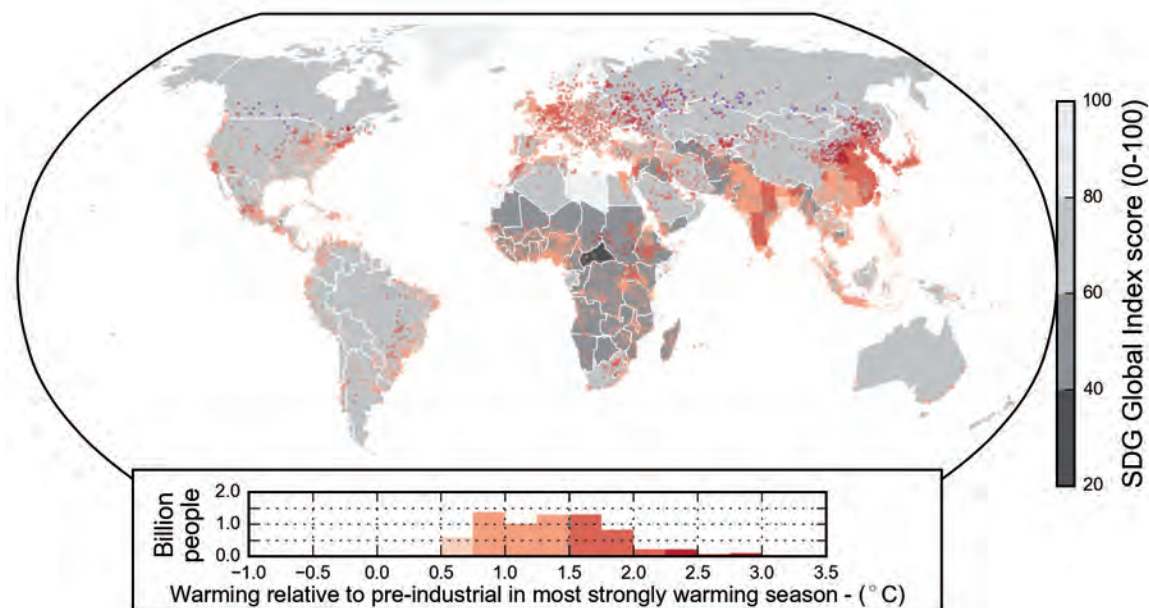 100
80
60
40
20
SDG Global Index score (0-100)
Billion
people
2.0
1.0
0.0
−1.0 −0.5 0.0 0.5 1.0 1.5 2.0 2.5 3.0 3.5
Warming relative to pre-industrial in most strongly warming season - (°C)